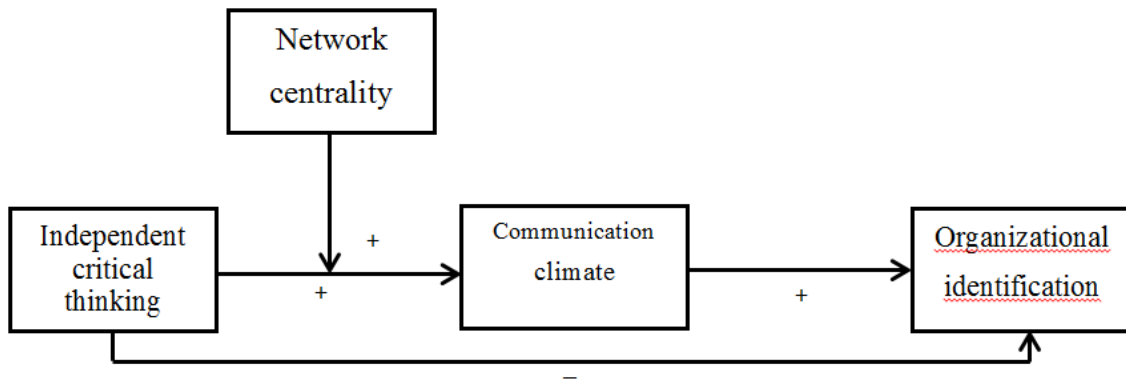 Network
centrality
Independent
critical
thinking
+
+
Communication
climate
+
Organizational
identification
–